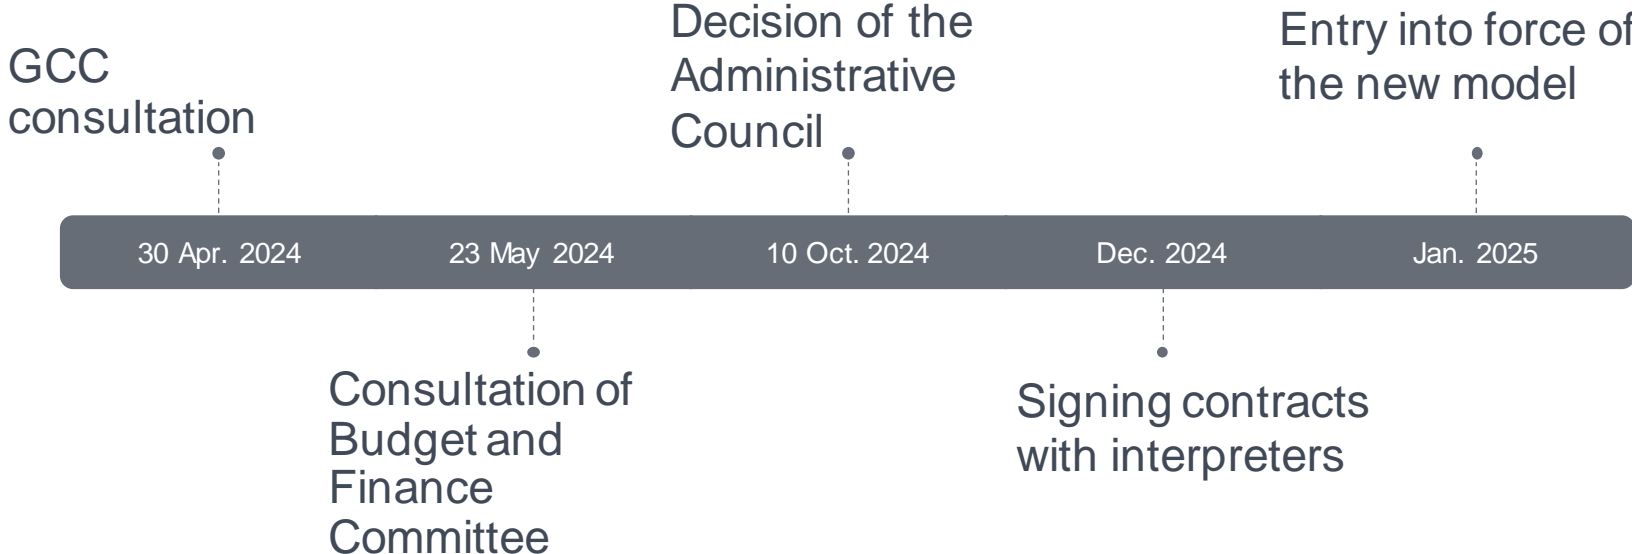 GCC
consultation
Decision of the
Administrative
Council
Entry into force of
the new model
30 Apr. 2024
23 May 2024
10 Oct. 2024
Dec. 2024
Jan. 2025
Consultation of
Budget and
Finance
Committee
Signing contracts
with interpreters